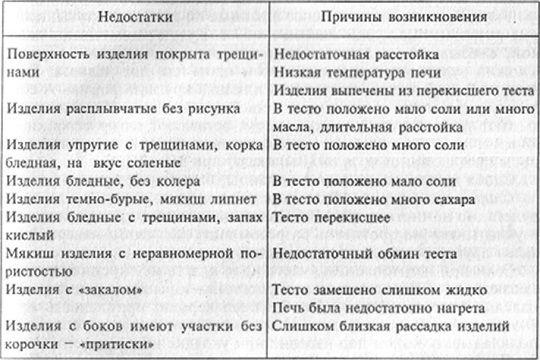 Недостатки Причины возникновения
Поверхность изделия покрыта трещи- Недостаточная расстойка
нами Низкая температура печи
Изделия выпечены из перекисшего теста
Изделия расплывчатые без рисунка В тесто положено мало соли или много
масла, длительная расстойка
Изделия упругие с трещинами, корка В тесто положено много соли
бледная, на вкус соленые
Изделия бледные, без колера В тесто положено мало соли
Изделия темно-бурые, мякиш липнет В тесто положено много сахара
Изделия бледные с трещинами, запах Тесто перекисшее
кислый
Мякиш изделия с неравномерной по- Недостаточный обмин теста
ристостью
Изделия с «закалом» Тесто замешено слишком жидко
Печь была недостаточно нагрета
Изделия с боков имеют участки без Слишком близкая рассадка изделий
корочки — «притиски»